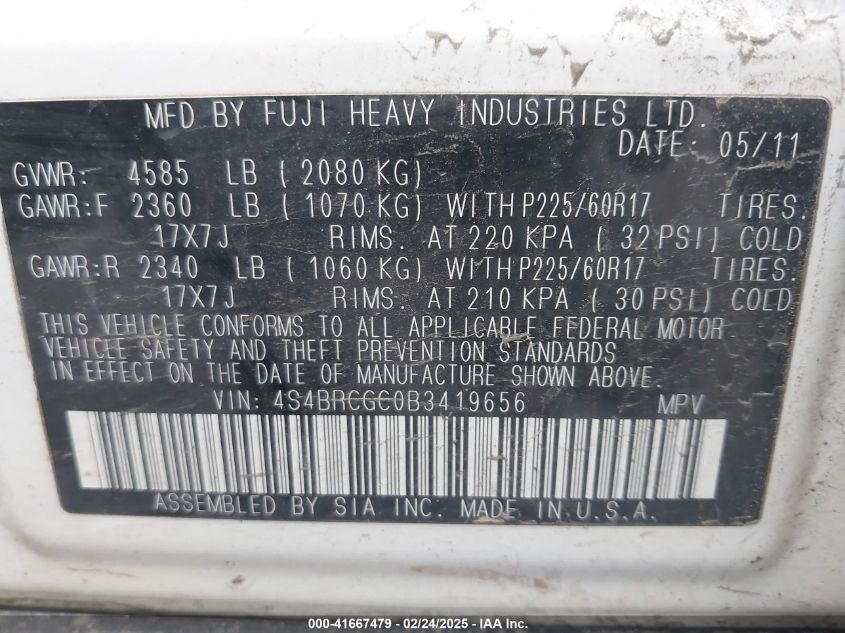 MFD BY FUJI HEAVY INDUSTRIES LTD.
DATE: 05/11
GVWR: 4585 LB ( 2080 KG)
GAWR:F 2360 LB ( 1070 KG) WITH P225/60R17 TIRES.
17X7J RIMS. AT 220 KPA ( 32 PSI) COLD
GAWR:R 2340 LB ( 1060 KG) WITH P225/60R17 TIRES.
17X7J RIMS. AT 210 KPA ( 30 PSI) COLD
THIS VEHICLE CONFORMS TO ALL APPLICABLE FEDERAL MOTOR
VEHICLE SAFETY AND THEFT PREVENTION STANDARDS
IN EFFECT ON THE DATE OF MANUFACTURE SHOWN ABOVE.
VIN: 4S4BRCGC0B3419656 MPV
ASSEMBLED BY SIA INC. MADE IN U.S.A.
000-41667479 - 02/24/2025 - IAA Inc.